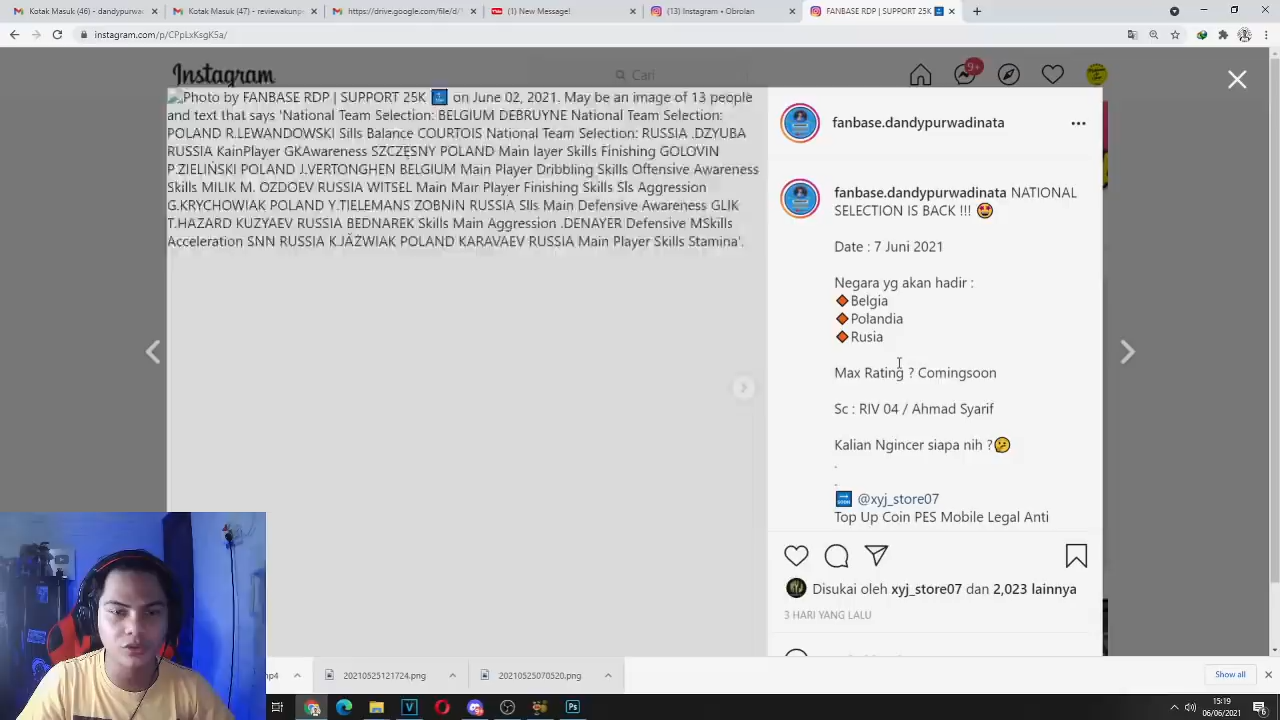 Kotak Masuk (46) - dandypurwad
Kotak Masuk (47) - reviewakunp
https://drive.google.com/file/d/1
(1) New Message!
(13) Instagram • Obrolan
FANBASE RDP | SUPPORT 25K
instagram.com/p/CPpLxKsgKSa/
Instagram
Cari
9+
Photo by FANBASE RDP | SUPPORT 25K 🔝 on June 02, 2021. May be an image of 13 people
and text that says 'National Team Selection: BELGIUM DEBRUYNE National Team Selection:
POLAND R.LEWANDOWSKI Sills Balance COURTOIS National Team Selection: RUSSIA .DZYUBA
RUSSIA KainPlayer GKAwareness SZCZĘSNY POLAND Main layer Skills Finishing GOLOVIN
P.ZIELIŃSKI POLAND J.VERTONGHEN BELGIUM Main Player Dribbling Skills Offensive Awareness
Skills MILIK M. OZDOEV RUSSIA WITSEL Main Mair Player Finishing Skills Sls Aggression
G.KRYCHOWIAK POLAND Y.TIELEMANS ZOBNIN RUSSIA Slls Main Defensive Awareness GLIK
T.HAZARD KUZYAEV RUSSIA BEDNAREK Skills Main Aggression .DENAYER Defensive MSkills
Acceleration SNN RUSSIA K.JÓŹWIAK POLAND KARAVAEV RUSSIA Main Player Skills Stamina'.
fanbase.dandypurwadinata
fanbase.dandypurwadinata NATIONAL
SELECTION IS BACK !!! 🤩
Date : 7 Juni 2021
Negara yg akan hadir :
🔶Belgia
🔶Polandia
🔶Rusia
Max Rating ? Comingsoon
Sc : RIV 04 / Ahmad Syarif
Kalian Ngincer siapa nih ?🤔
.
.
🔜 @xyj_store07
Top Up Coin PES Mobile Legal Anti
Disukai oleh xyj_store07 dan 2,023 lainnya
3 HARI YANG LALU
mp4
20210525121724.png
20210525070520.png
Show all
15:19
06/06/2021